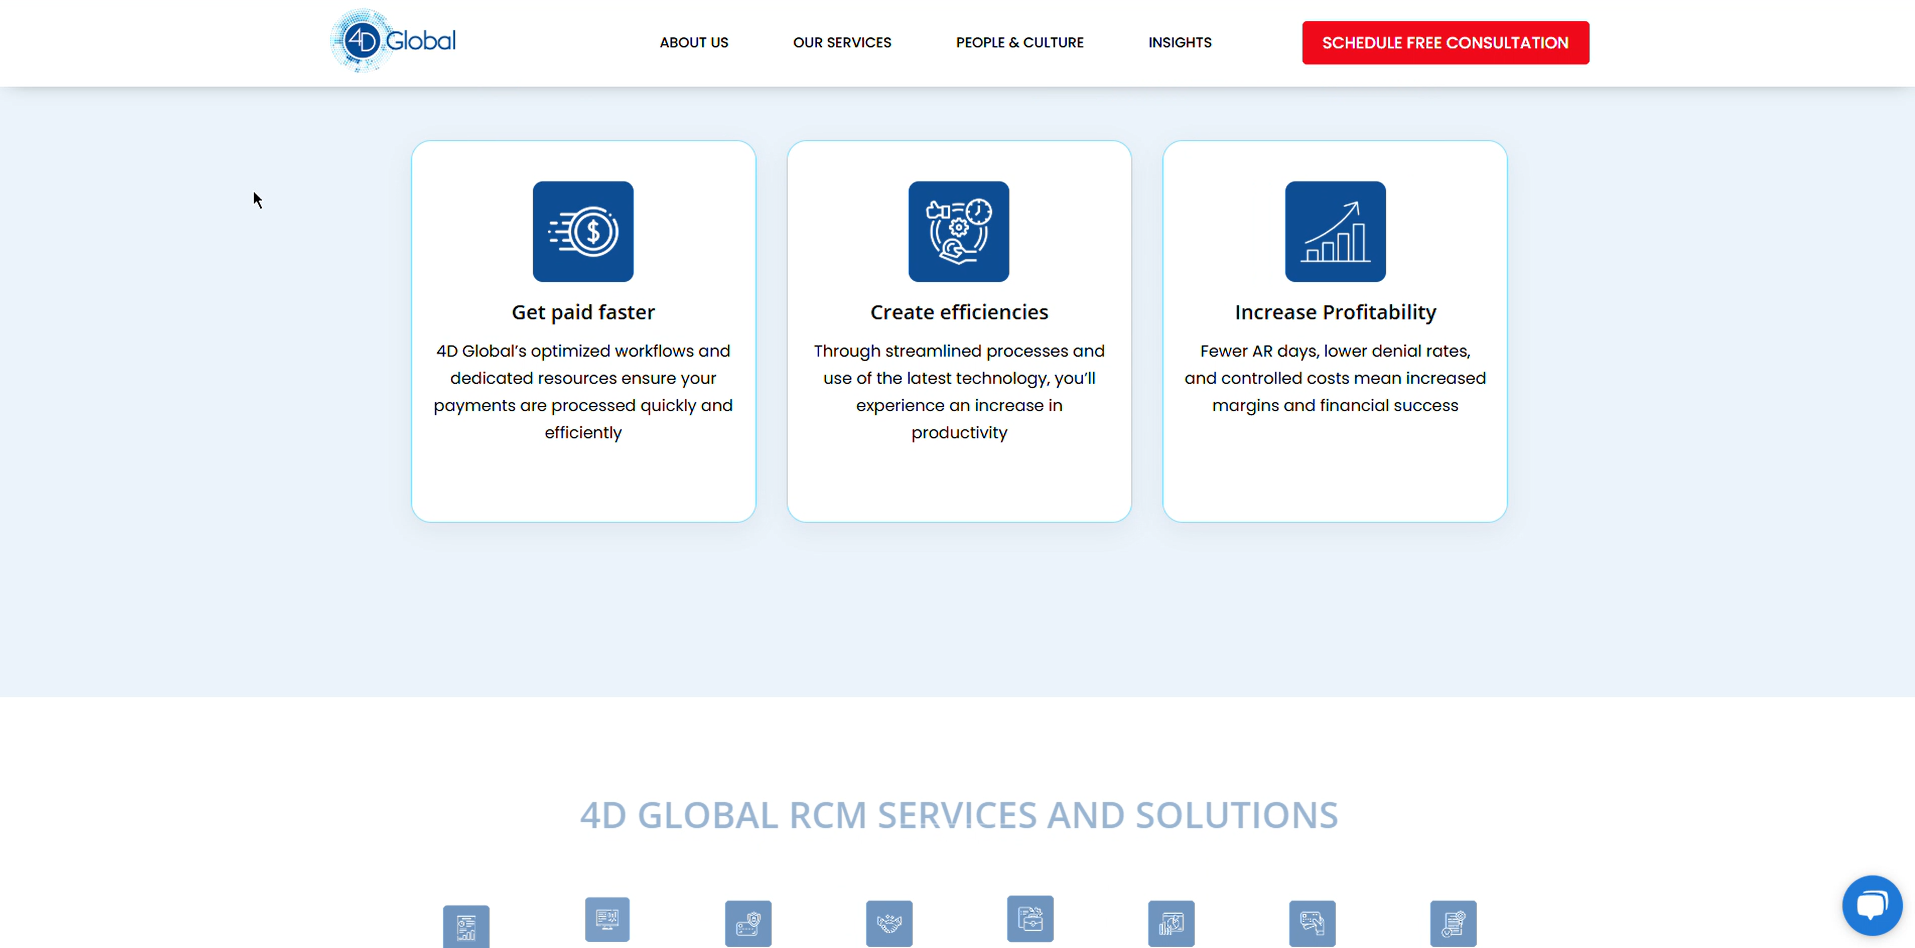 4D Global
ABOUT US
OUR SERVICES
PEOPLE & CULTURE
INSIGHTS
SCHEDULE FREE CONSULTATION
Get paid faster
4D Global’s optimized workflows and
dedicated resources ensure your
payments are processed quickly and
efficiently
Create efficiencies
Through streamlined processes and
use of the latest technology, you’ll
experience an increase in
productivity
Increase Profitability
Fewer AR days, lower denial rates,
and controlled costs mean increased
margins and financial success
4D GLOBAL RCM SERVICES AND SOLUTIONS